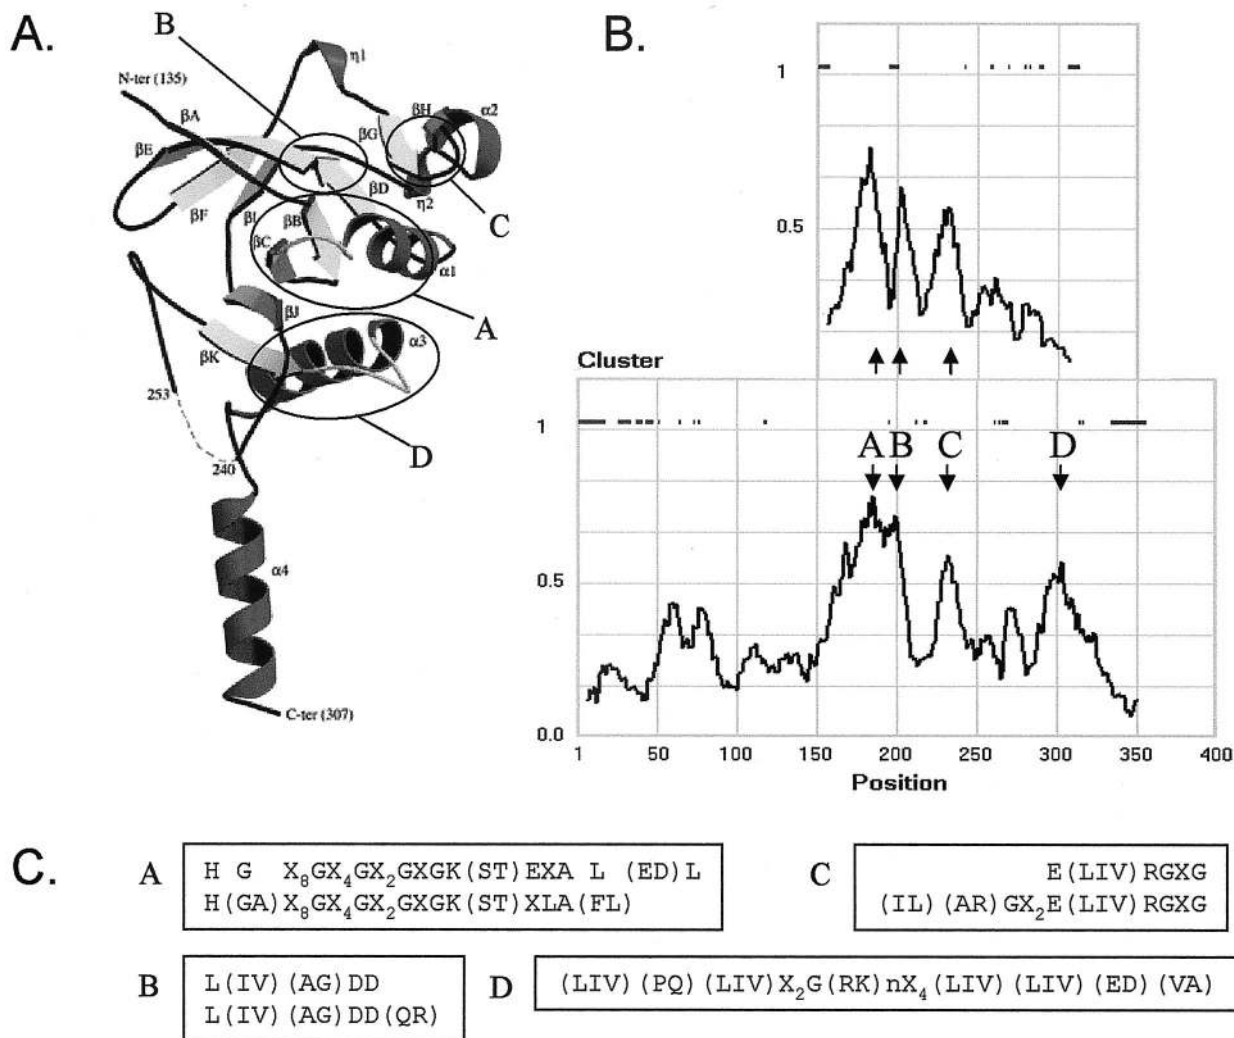 A.
B
N-ter (135)
η1
βH
α2
βA
βG
βE
βD
η2
C
βF
βI
βB
βC
α1
A
βJ
α3
βK
253
D
240
α4
C-ter (307)
B.
1
0.5
Cluster
1
A B C D
0.5
0.0
1 50 100 150 200 250 300 350 400
Position
C.
A
H G X₈GX₄GX₂GXGK(ST)EXA L (ED)L
H(GA)X₈GX₄GX₂GXGK(ST)XLA(FL)
C
E(LIV)RGXG
(IL)(AR)GX₂E(LIV)RGXG
B
L(IV)(AG)DD
L(IV)(AG)DD(QR)
D
(LIV)(PQ)(LIV)X₂G(RK)nX₄(LIV)(LIV)(ED)(VA)